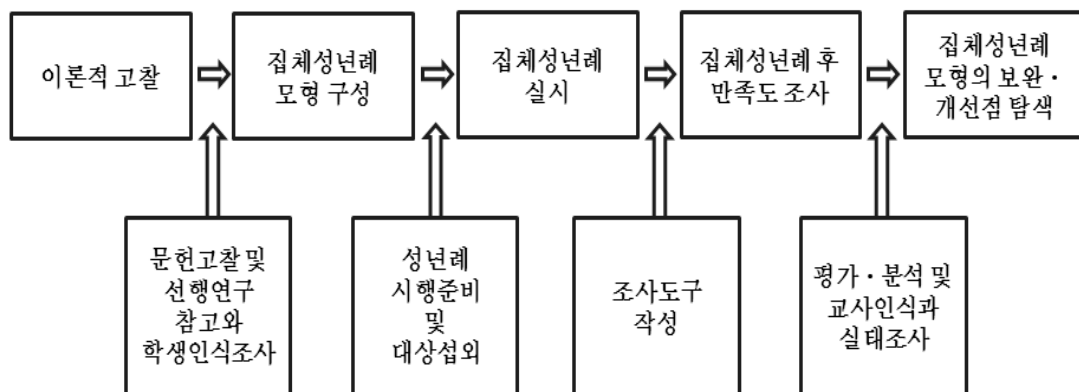 이론적 고찰
집체성년례
모형 구성
집체성년례
실시
집체성년례 후
만족도 조사
집체성년례
모형의 보완·
개선점 탐색
문헌고찰 및
선행연구
참고와
학생인식조사
성년례
시행준비
및
대상섭외
조사도구
작성
평가·분석 및
교사인식과
실태조사